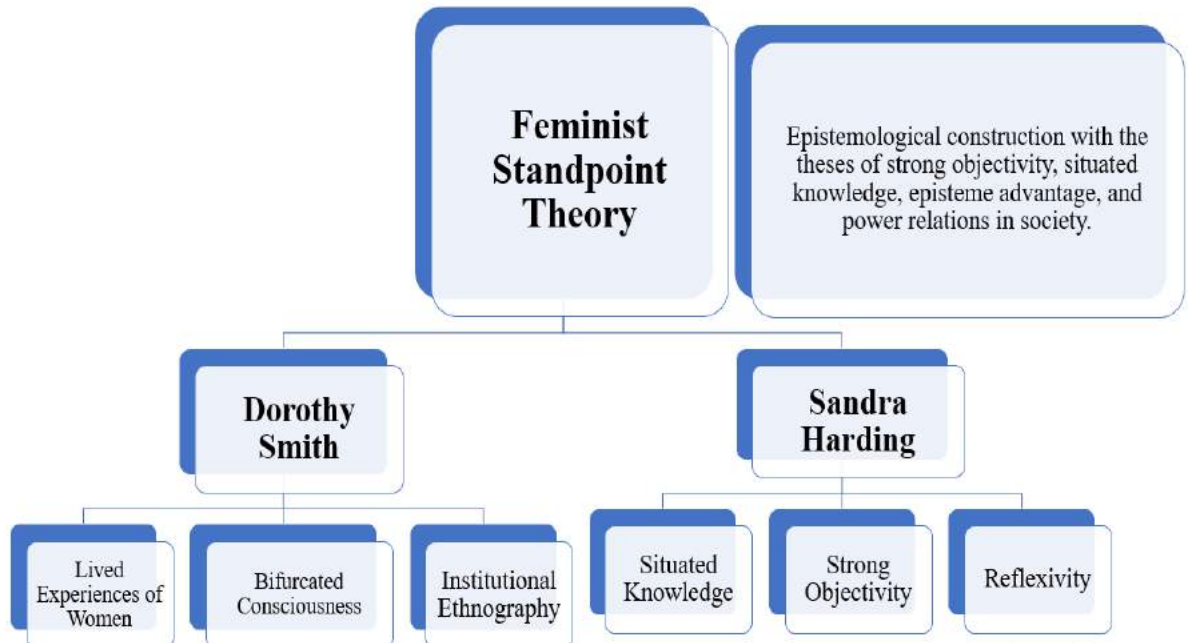 Feminist
Standpoint
Theory
Epistemological construction with the
theses of strong objectivity, situated
knowledge, episteme advantage, and
power relations in society.
Dorothy
Smith
Sandra
Harding
Lived
Experiences of
Women
Bifurcated
Consciousness
Institutional
Ethnography
Situated
Knowledge
Strong
Objectivity
Reflexivity